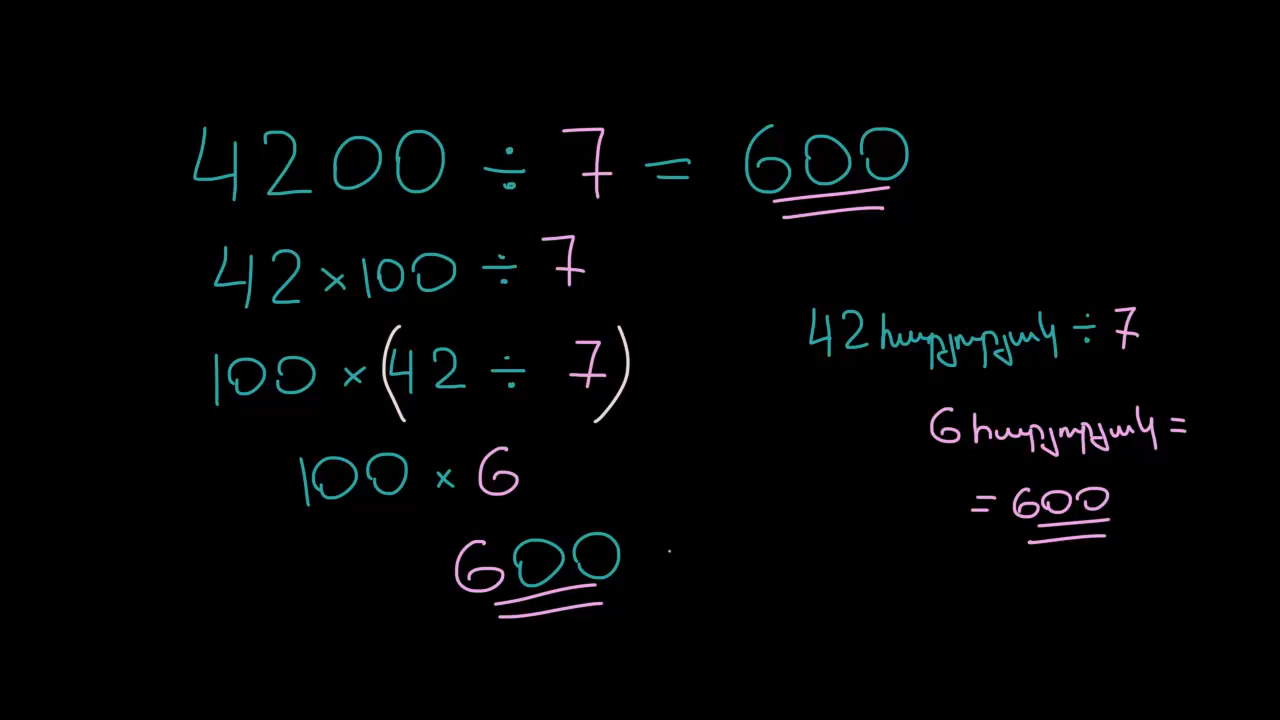 4200 ÷ 7 = 600
42 × 100 ÷ 7
100 × (42 ÷ 7)
100 × 6
600
42 հարյուրյակ ÷ 7
6 հարյուրյակ =
= 600